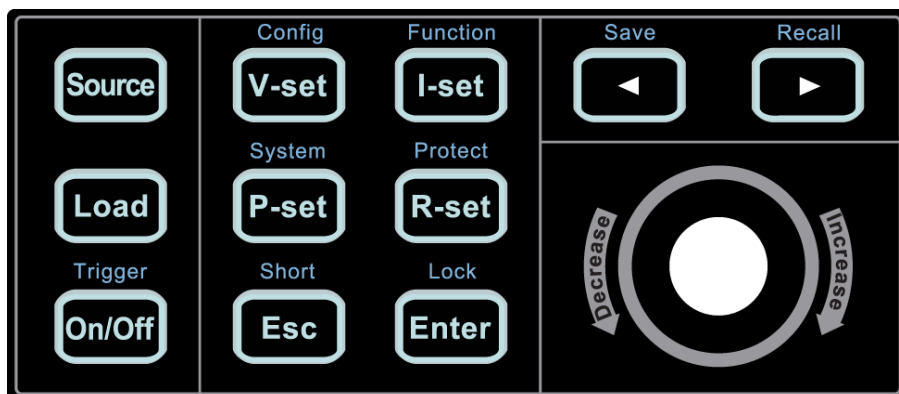 Config Function Save Recall
Source V-set I-set
System Protect
Load P-set R-set
Decrease Increase
Trigger Short Lock
On/Off Esc Enter